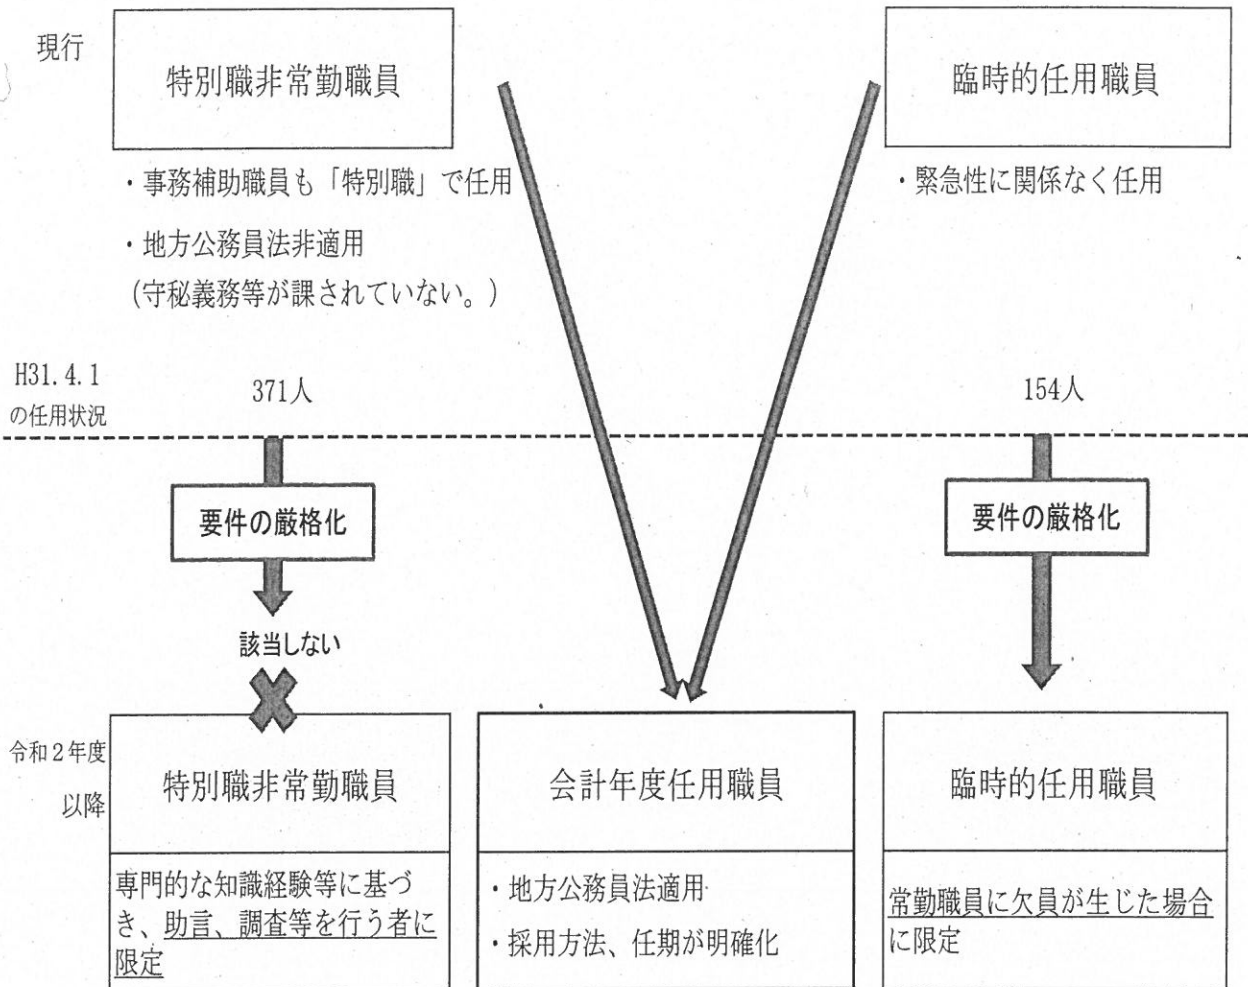 現行
特別職非常勤職員
臨時的任用職員
・事務補助職員も「特別職」で任用
・地方公務員法非適用
(守秘義務等が課されていない。)
・緊急性に関係なく任用
H31.4.1
の任用状況
371人
154人
要件の厳格化
要件の厳格化
該当しない
令和2年度
以降
特別職非常勤職員
会計年度任用職員
臨時的任用職員
専門的な知識経験等に基づ
き、助言、調査等を行う者に
限定
・地方公務員法適用
・採用方法、任期が明確化
常勤職員に欠員が生じた場合
に限定